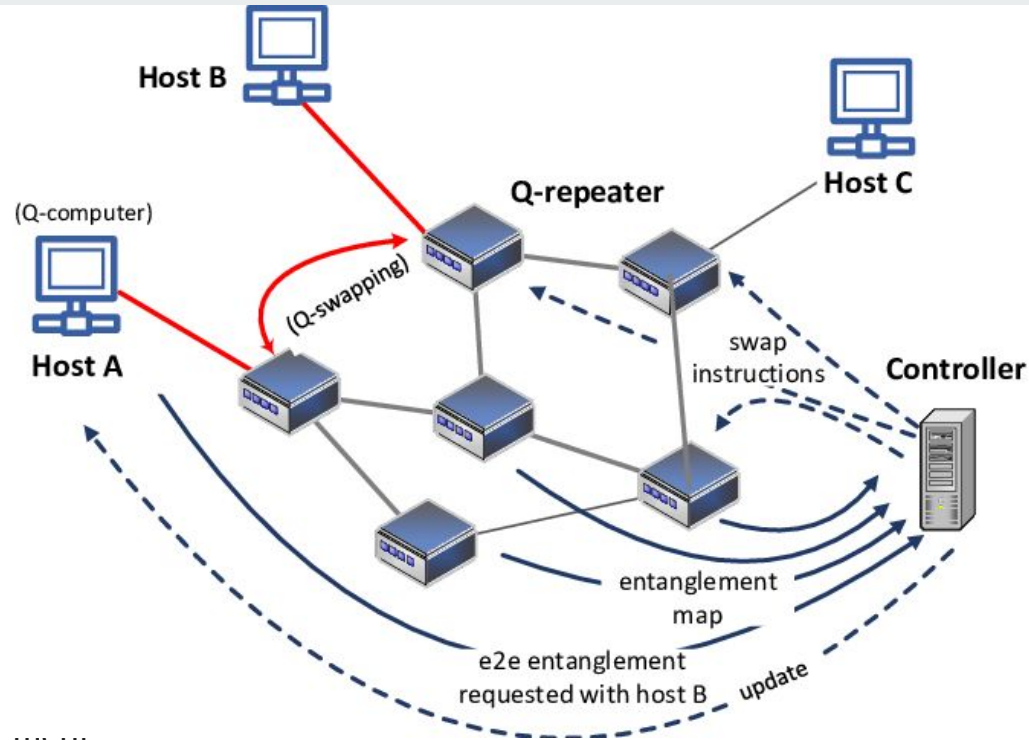 Host B
Host C
Q-repeater
(Q-computer)
(Q-swapping)
Host A
swap
instructions
Controller
entanglement
map
e2e entanglement
requested with host B
update